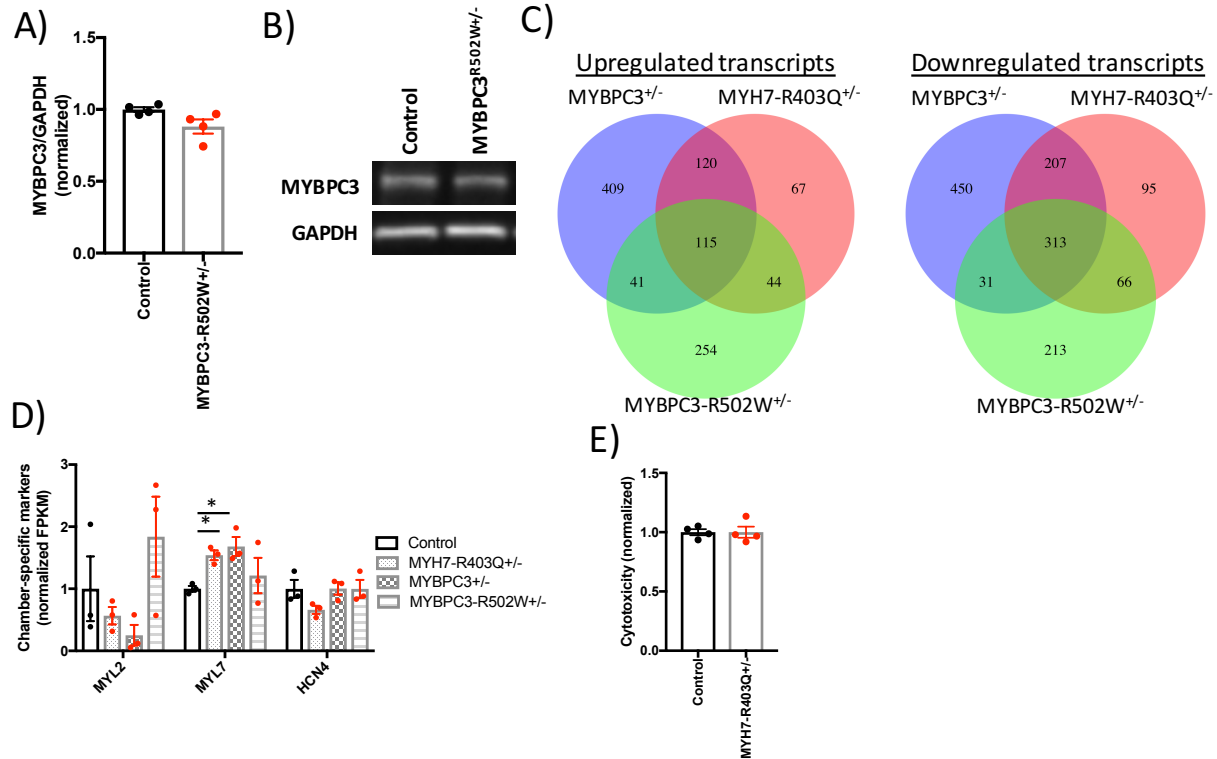 A)
MYBPC3/GAPDH
(normalized)
1.5
1.0
0.5
0.0
Control
MYBPC3-R502W+/-
B)
Control
MYBPC3R502W+/-
MYBPC3
GAPDH
C)
Upregulated transcripts
MYBPC3+/-
MYH7-R403Q+/-
409
120
67
115
41
44
254
MYBPC3-R502W+/-
Downregulated transcripts
MYBPC3+/-
MYH7-R403Q+/-
450
207
95
313
31
66
213
MYBPC3-R502W+/-
D)
Chamber-specific markers
(normalized FPKM)
3
2
1
0
*
*
MYL2
MYL7
HCN4
Control
MYH7-R403Q+/-
MYBPC3+/-
MYBPC3-R502W+/-
E)
Cytotoxicity (normalized)
1.5
1.0
0.5
0.0
Control
MYH7-R403Q+/-